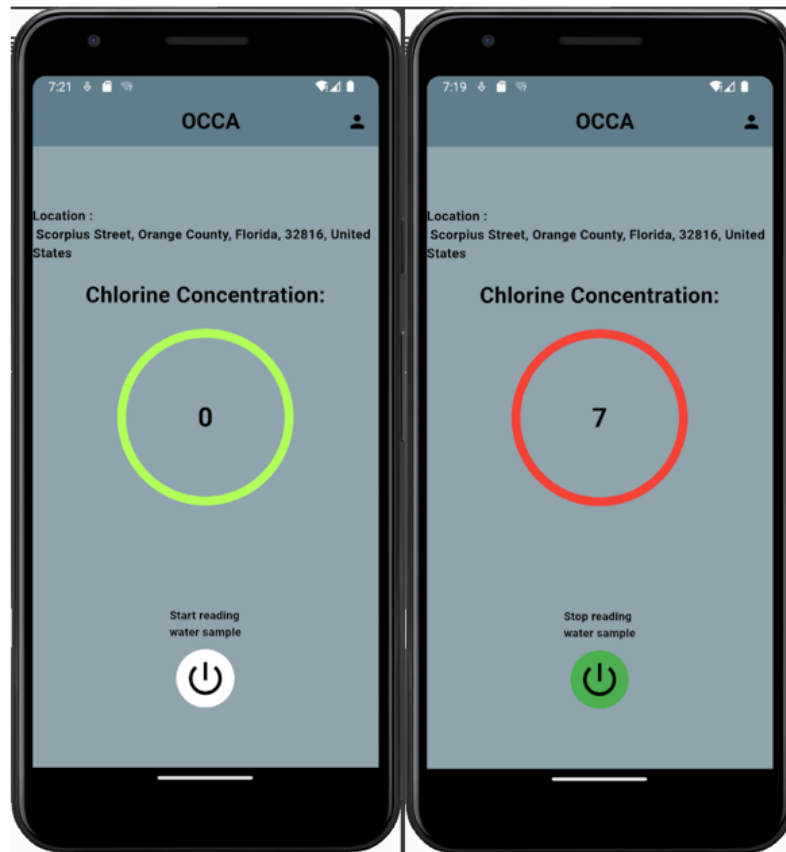 7:21
OCCA
Location :
Scorpius Street, Orange County, Florida, 32816, United
States
Chlorine Concentration:
0
Start reading
water sample
7:19
OCCA
Location :
Scorpius Street, Orange County, Florida, 32816, United
States
Chlorine Concentration:
7
Stop reading
water sample